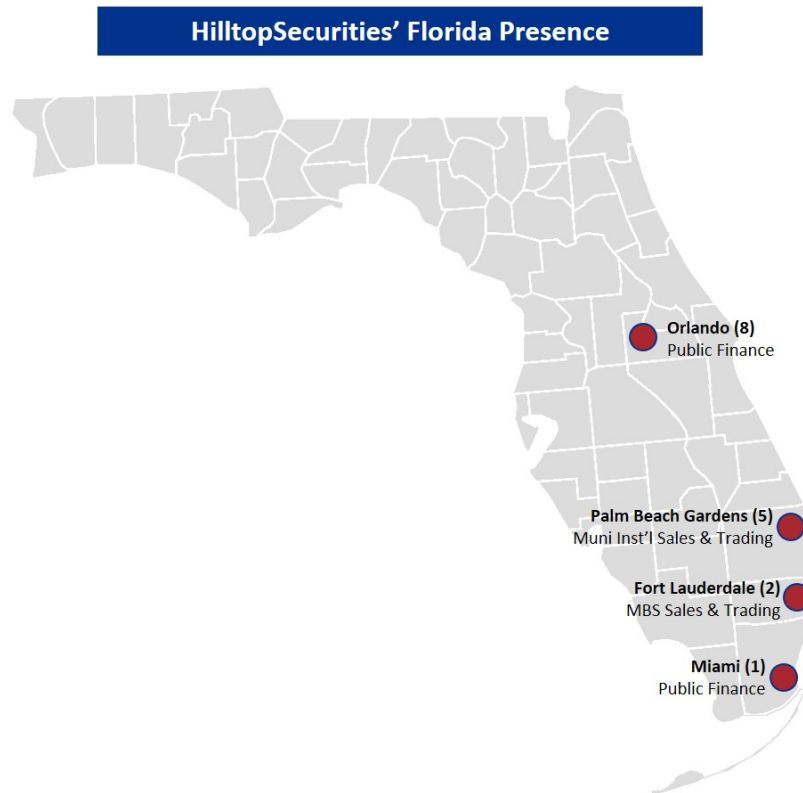 HilltopSecurities’ Florida Presence
Orlando (8)
Public Finance
Palm Beach Gardens (5)
Muni Inst’l Sales & Trading
Fort Lauderdale (2)
MBS Sales & Trading
Miami (1)
Public Finance